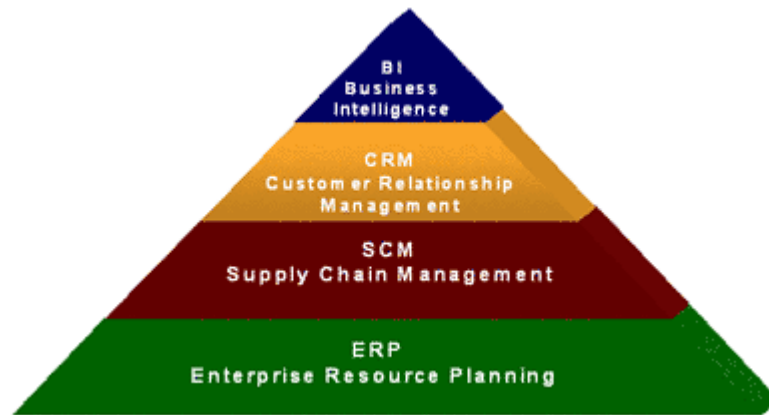 BI
Business
Intelligence
CRM
Customer Relationship
Management
SCM
Supply Chain Management
ERP
Enterprise Resource Planning